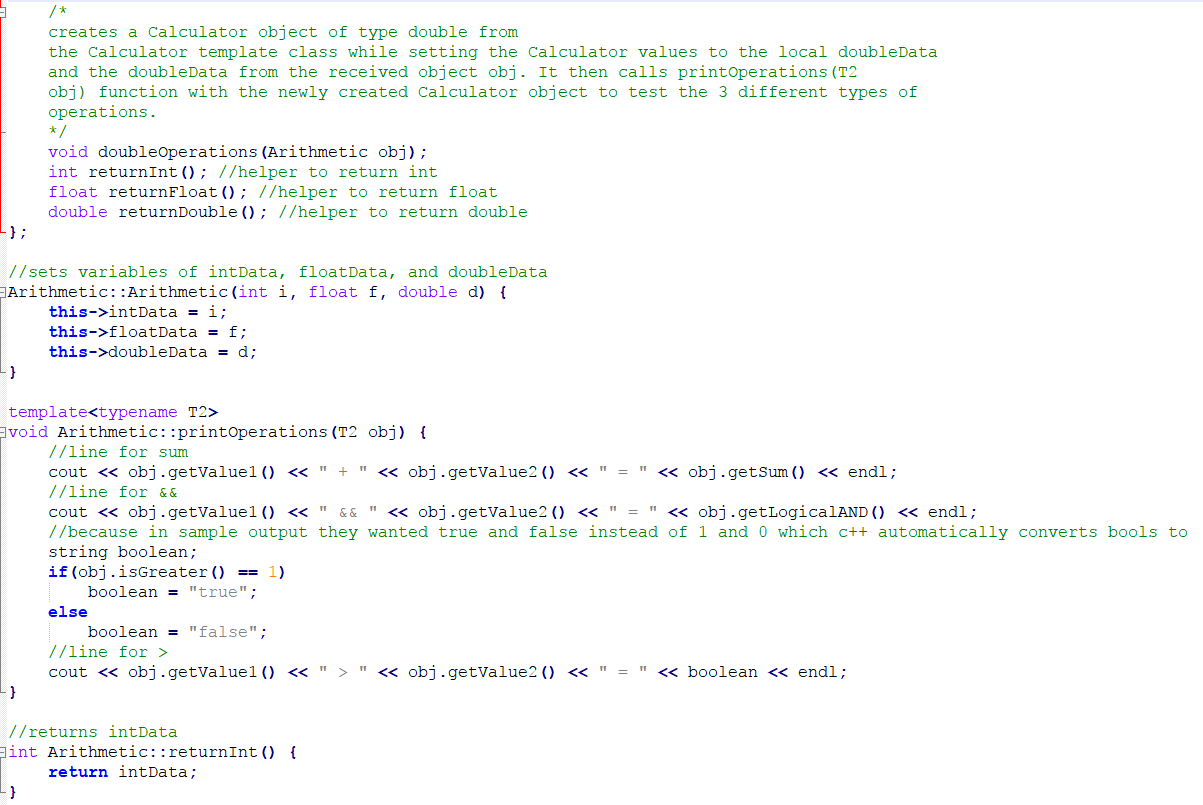 /*
creates a Calculator object of type double from
the Calculator template class while setting the Calculator values to the local doubleData
and the doubleData from the received object obj. It then calls printOperations(T2
obj) function with the newly created Calculator object to test the 3 different types of
operations.
*/
void doubleOperations(Arithmetic obj);
int returnInt(); //helper to return int
float returnFloat(); //helper to return float
double returnDouble(); //helper to return double
};
//sets variables of intData, floatData, and doubleData
Arithmetic::Arithmetic(int i, float f, double d) {
this->intData = i;
this->floatData = f;
this->doubleData = d;
}
template<typename T2>
void Arithmetic::printOperations(T2 obj) {
//line for sum
cout << obj.getValue1() << " + " << obj.getValue2() << " = " << obj.getSum() << endl;
//line for &&
cout << obj.getValue1() << " && " << obj.getValue2() << " = " << obj.getLogicalAND() << endl;
//because in sample output they wanted true and false instead of 1 and 0 which c++ automatically converts bools to
string boolean;
if(obj.isGreater() == 1)
boolean = "true";
else
boolean = "false";
//line for >
cout << obj.getValue1() << " > " << obj.getValue2() << " = " << boolean << endl;
}
//returns intData
int Arithmetic::returnInt() {
return intData;
}